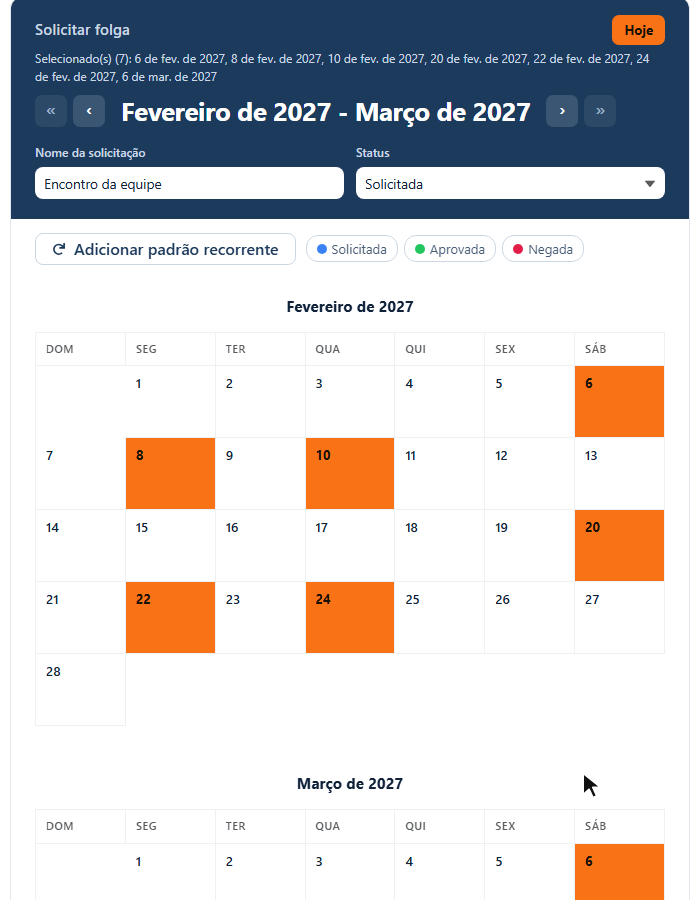 Solicitar folga
Hoje
Selecionado(s) (7): 6 de fev. de 2027, 8 de fev. de 2027, 10 de fev. de 2027, 20 de fev. de 2027, 22 de fev. de 2027, 24
de fev. de 2027, 6 de mar. de 2027
« ‹ Fevereiro de 2027 - Março de 2027 › »
Nome da solicitação Status
Encontro da equipe Solicitada
Adicionar padrão recorrente Solicitada Aprovada Negada
Fevereiro de 2027
DOM SEG TER QUA QUI SEX SÁB
1 2 3 4 5 6
7 8 9 10 11 12 13
14 15 16 17 18 19 20
21 22 23 24 25 26 27
28
Março de 2027
DOM SEG TER QUA QUI SEX SÁB
1 2 3 4 5 6